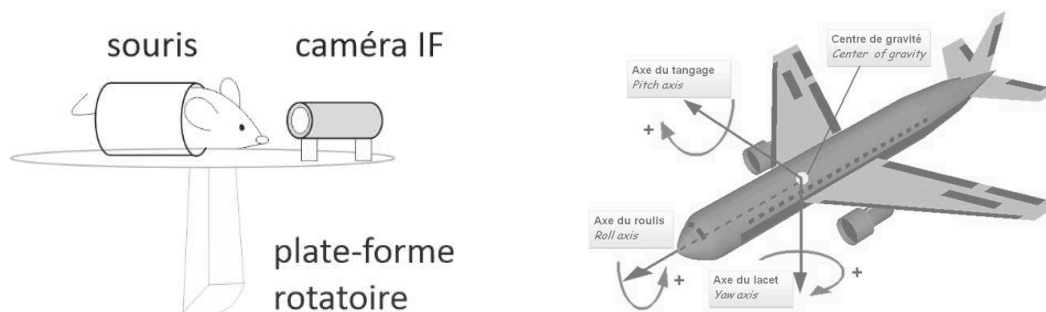 souris
caméra IF
plate-forme
rotatoire
Centre de gravité
Center of gravity
Axe du tangage
Pitch axis
+
Axe du roulis
Roll axis
+
Axe du lacet
Yaw axis
+